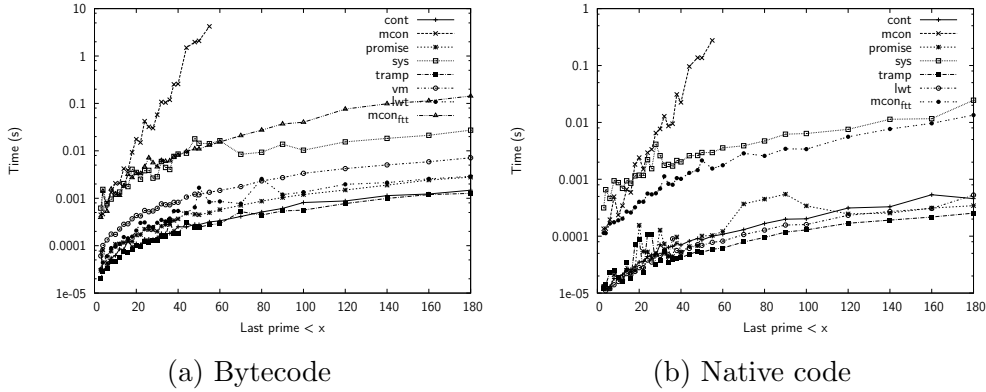 10
1
0.1
0.01
0.001
0.0001
1e-05
Time (s)
0 20 40 60 80 100 120 140 160 180
Last prime < x
cont
mcon
promise
sys
tramp
vm
lwt
mcon_ftt
(a) Bytecode
1
0.1
0.01
0.001
0.0001
1e-05
Time (s)
0 20 40 60 80 100 120 140 160 180
Last prime < x
cont
mcon
promise
sys
tramp
lwt
mcon_ftt
(b) Native code